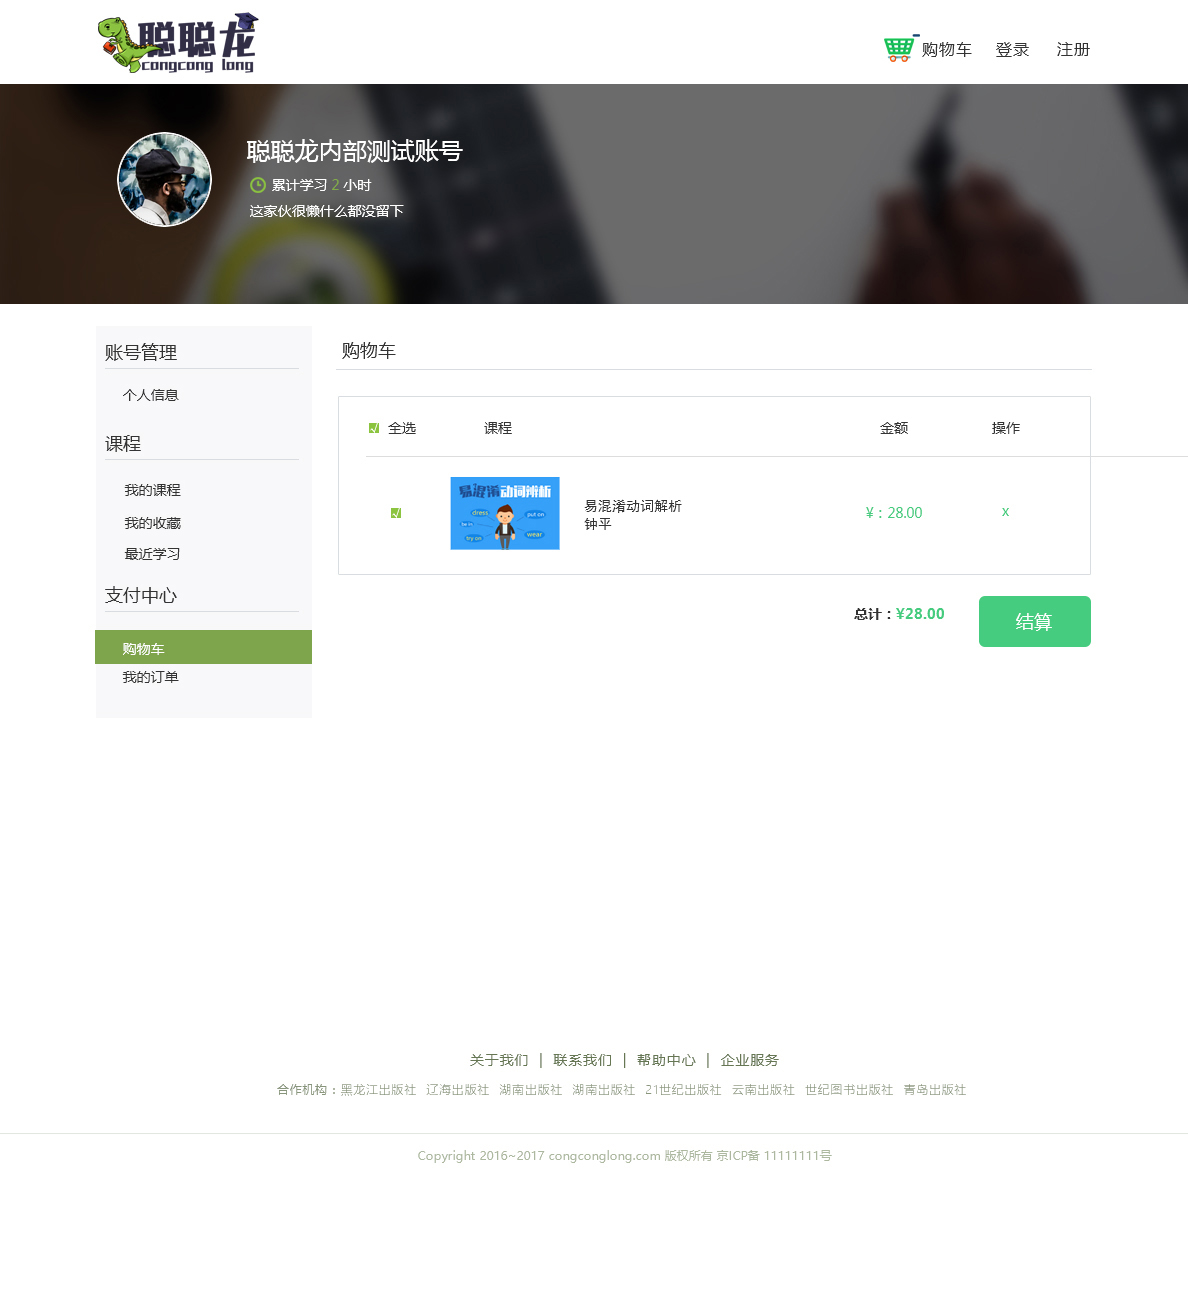 聪聪龙
congcong long
购物车 登录 注册
聪聪龙内部测试账号
累计学习 2 小时
这家伙很懒什么都没留下
账号管理
个人信息
课程
我的课程
我的收藏
最近学习
支付中心
购物车
我的订单
购物车
全选 课程 金额 操作
易混淆动词辨析
dress
put on
be in
try on
wear
易混淆动词解析
钟平
¥：28.00 x
总计：¥28.00
结算
关于我们 | 联系我们 | 帮助中心 | 企业服务
合作机构：黑龙江出版社 辽海出版社 湖南出版社 湖南出版社 21世纪出版社 云南出版社 世纪图书出版社 青岛出版社
Copyright 2016~2017 congconglong.com 版权所有 京ICP备 11111111号